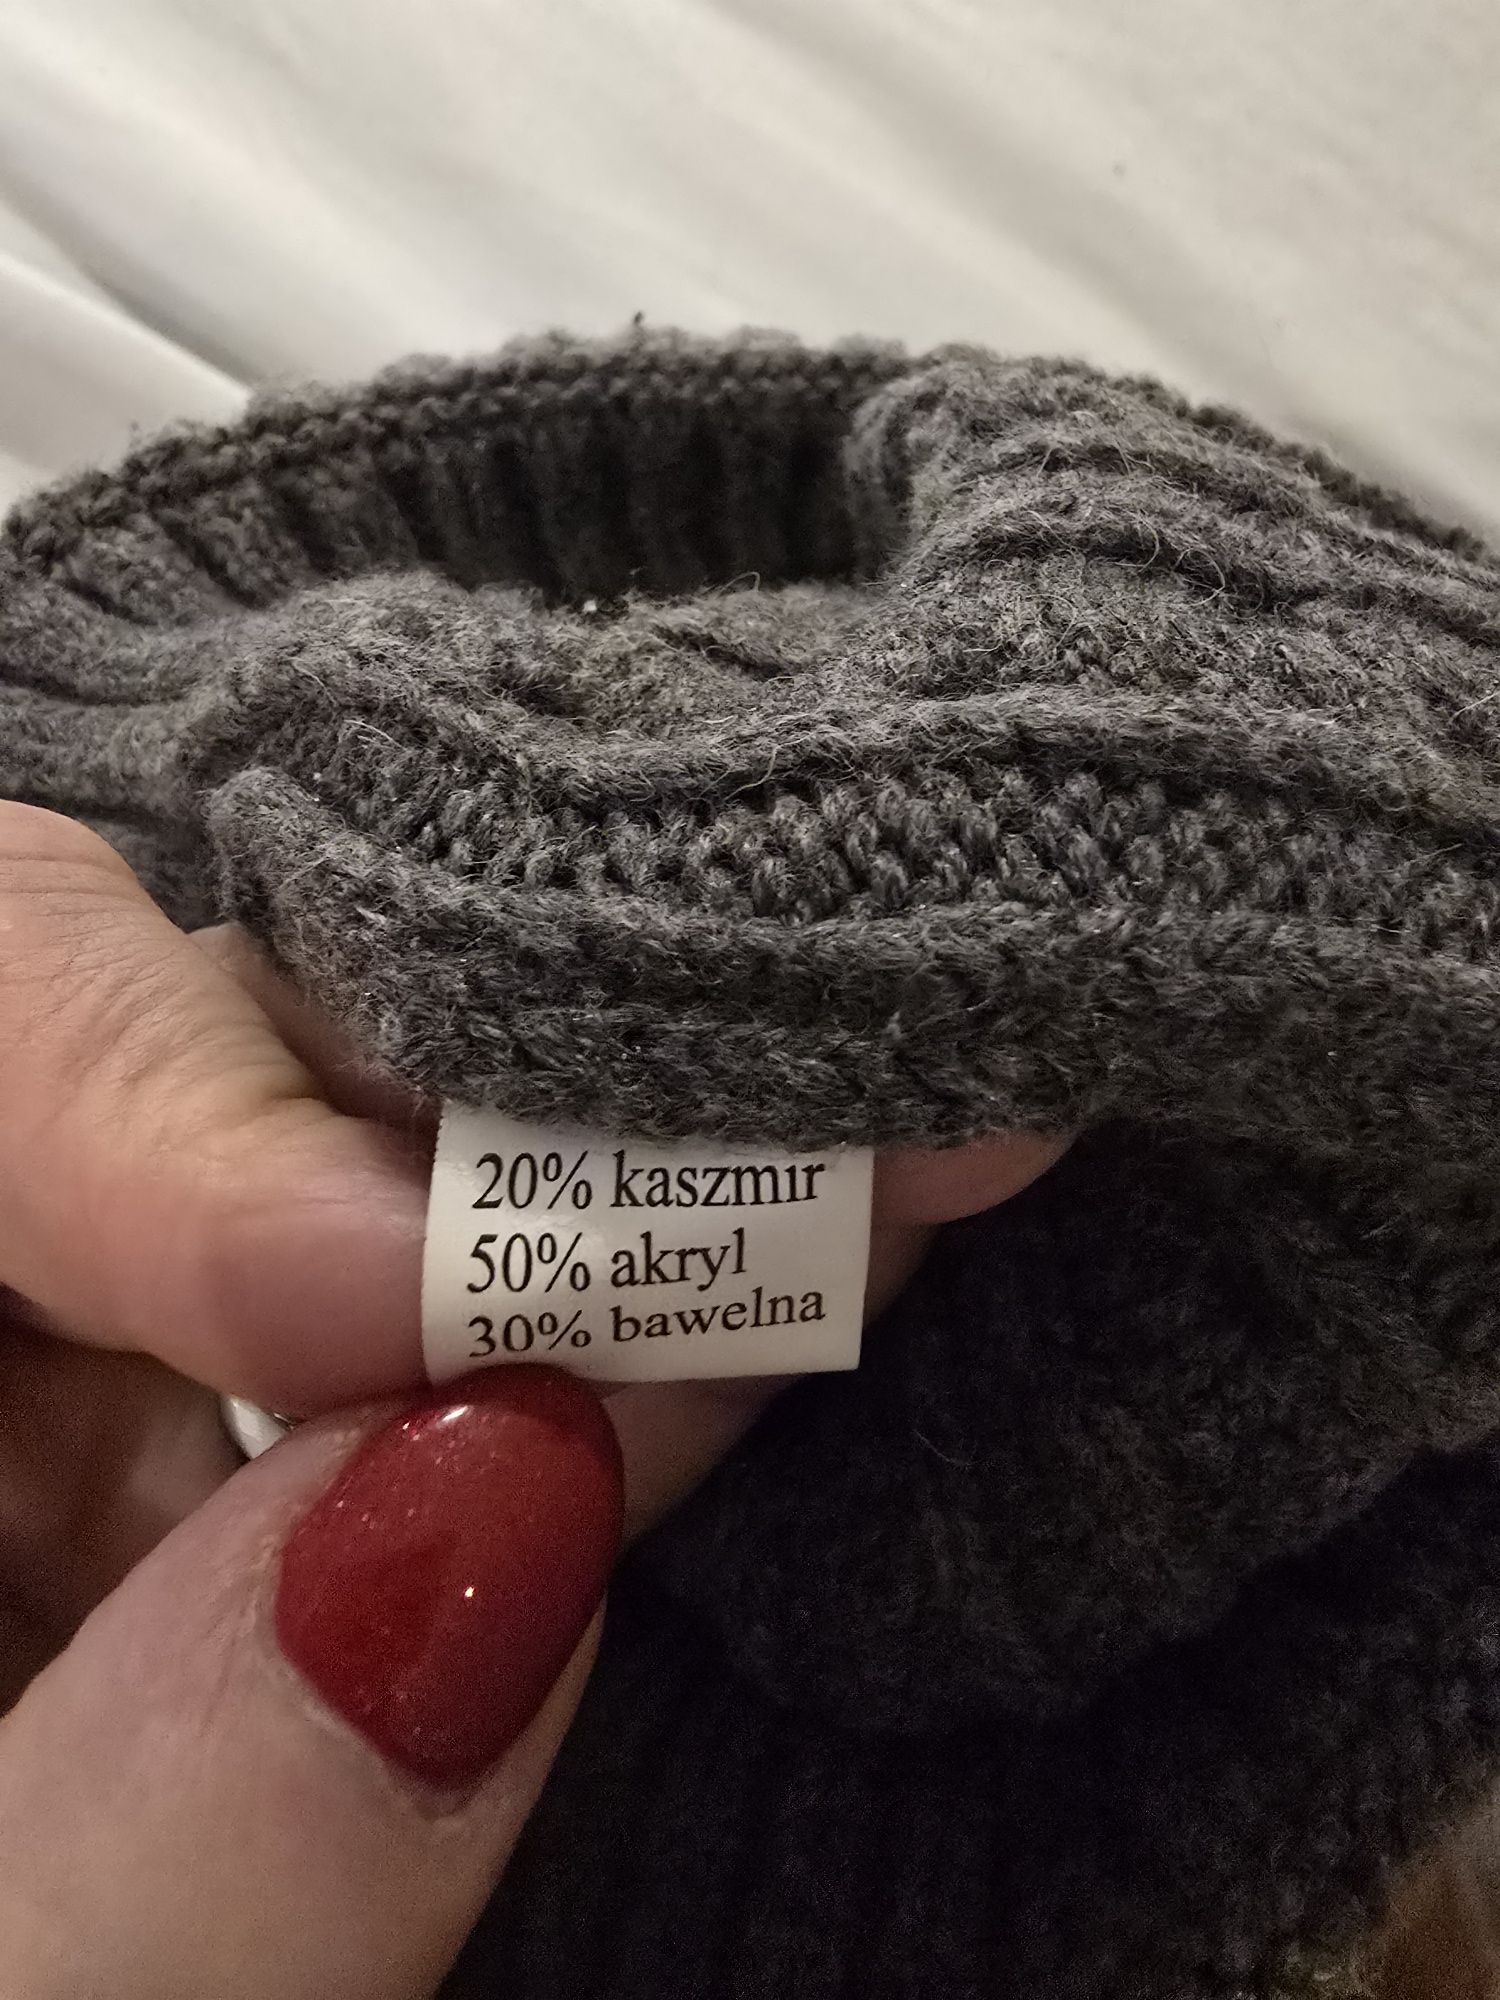 20% kaszmir
50% akryl
30% bawelna